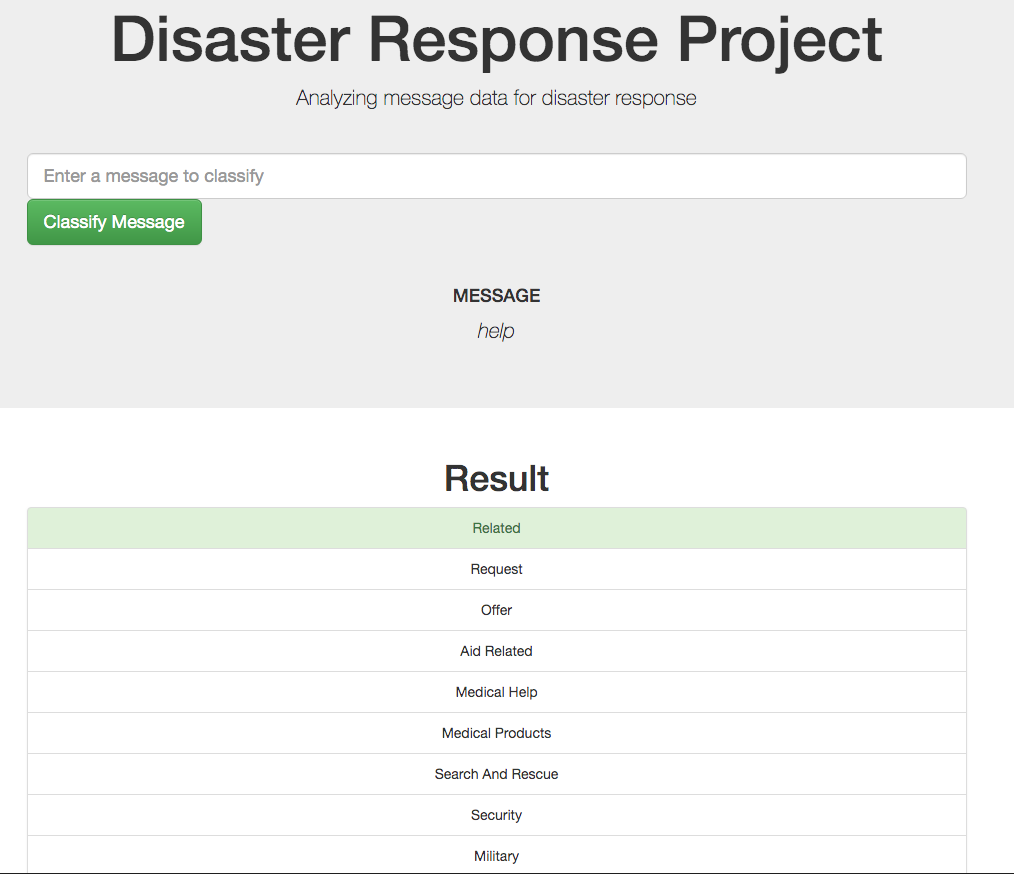 Disaster Response Project
Analyzing message data for disaster response
Enter a message to classify
Classify Message
MESSAGE
help
Result
Related
Request
Offer
Aid Related
Medical Help
Medical Products
Search And Rescue
Security
Military